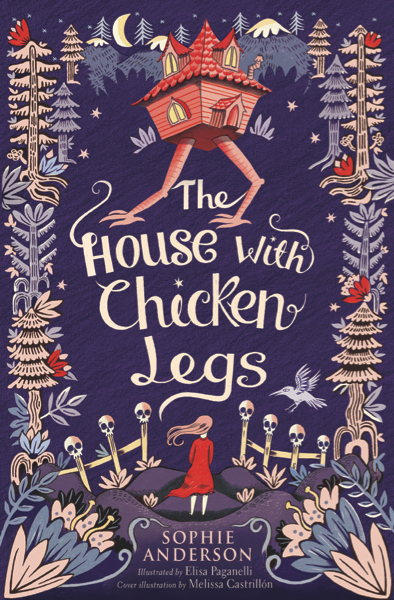 The
House With
Chicken
Legs
SOPHIE
ANDERSON
Illustrated by Elisa Paganelli
Cover illustration by Melissa Castrillón